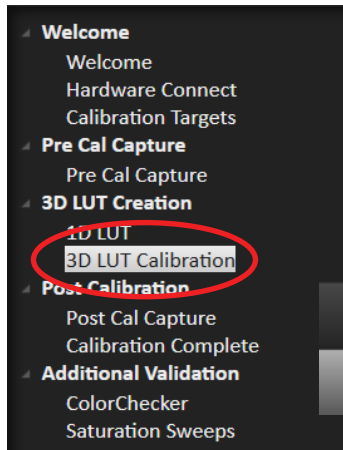 Welcome
Welcome
Hardware Connect
Calibration Targets
Pre Cal Capture
Pre Cal Capture
3D LUT Creation
1D LUT
3D LUT Calibration
Post Calibration
Post Cal Capture
Calibration Complete
Additional Validation
ColorChecker
Saturation Sweeps